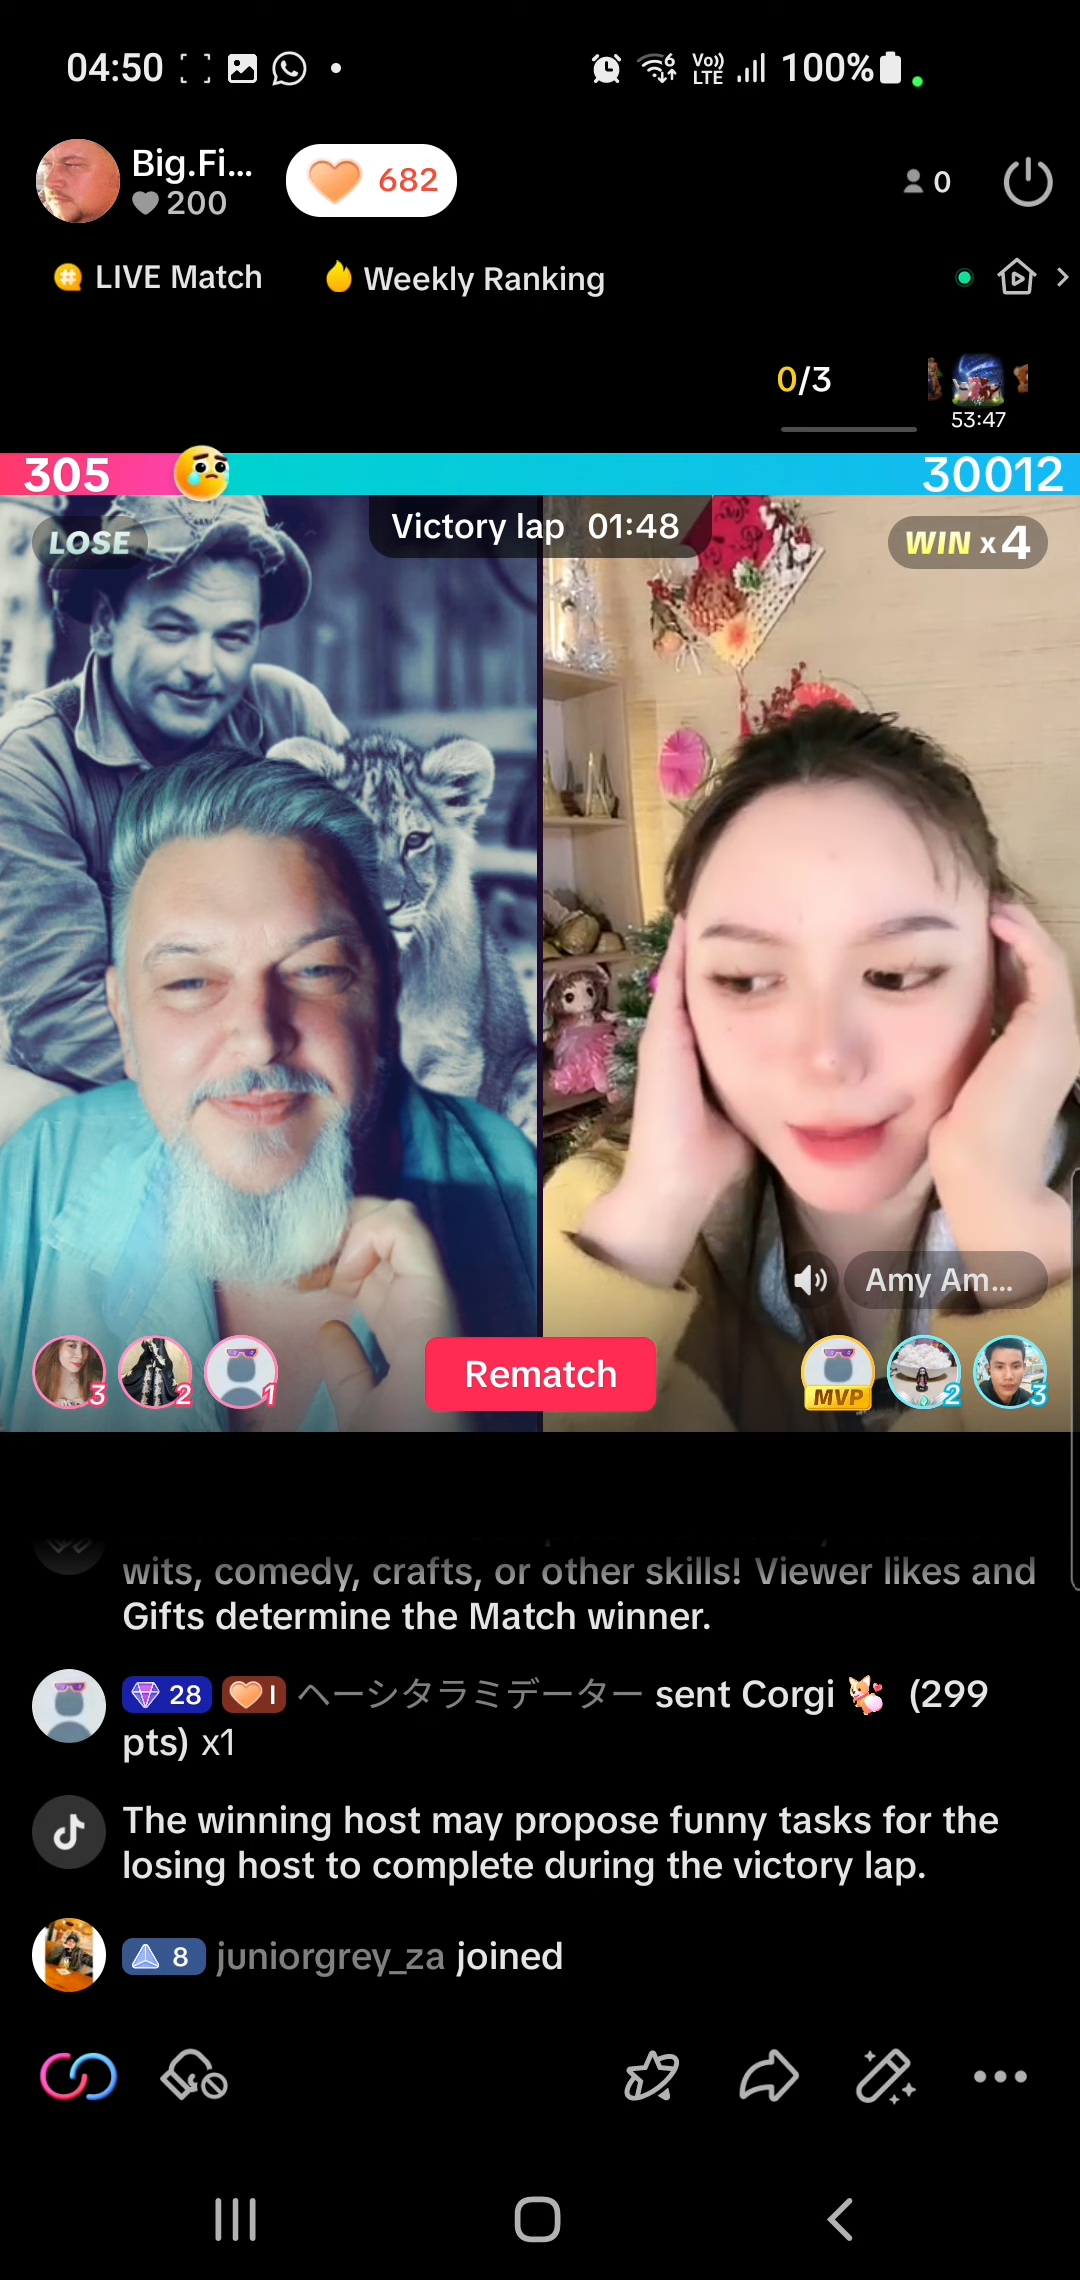 04:50
Vo)) LTE
100%
Big.Fi...
200
682
0
LIVE Match
Weekly Ranking
0/3
53:47
305
30012
LOSE
Victory lap 01:48
WIN x4
Amy Am...
3
2
1
Rematch
MVP
2
3
wits, comedy, crafts, or other skills! Viewer likes and
Gifts determine the Match winner.
28 I ヘーシタラミデーター sent Corgi (299
pts) x1
The winning host may propose funny tasks for the
losing host to complete during the victory lap.
8 juniorgrey_za joined